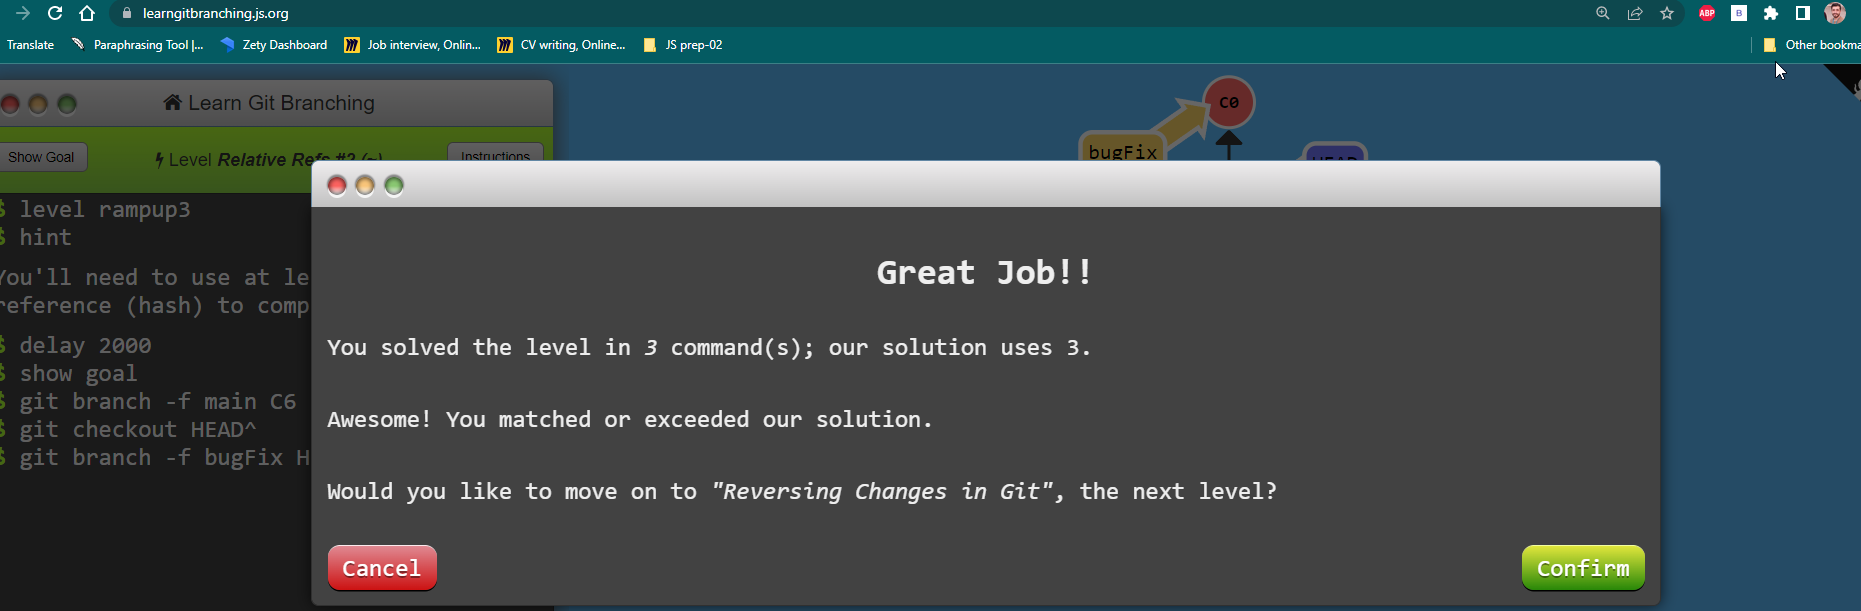 learngitbranching.js.org
ABP
B
Translate
Paraphrasing Tool |...
Zety Dashboard
Job interview, Onlin...
CV writing, Online...
JS prep-02
Other bookma
Learn Git Branching
C0
bugFix
Show Goal
Level Relative Refs #2 (~)
Instructions
HEAD
$ level rampup3
$ hint
You'll need to use at le
reference (hash) to comp
$ delay 2000
$ show goal
$ git branch -f main C6
$ git checkout HEAD^
$ git branch -f bugFix H
Great Job!!
You solved the level in 3 command(s); our solution uses 3.
Awesome! You matched or exceeded our solution.
Would you like to move on to "Reversing Changes in Git", the next level?
Cancel
Confirm